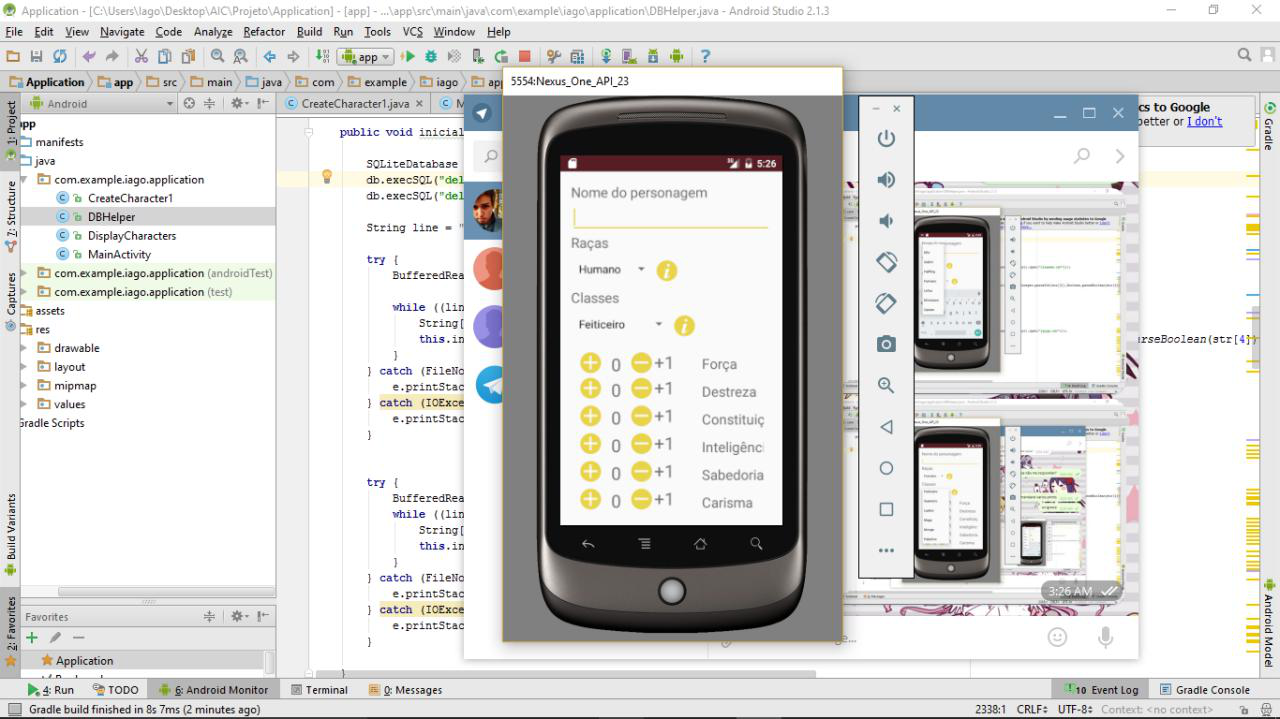 Application - [C:\Users\Iago\Desktop\AIC\Projeto\Application] - [app] - ...\app\src\main\java\com\example\iago\application\DBHelper.java - Android Studio 2.1.3
File Edit View Navigate Code Analyze Refactor Build Run Tools VCS Window Help
app
Application app src main java com example iago app
5554:Nexus_One_API_23
1: Project
7: Structure
Captures
Build Variants
2: Favorites
Android
app
manifests
java
com.example.iago.application
CreateCharacter1
DBHelper
DisplayCharacters
MainActivity
com.example.iago.application (androidTest)
com.example.iago.application (test)
assets
res
drawable
layout
mipmap
values
Gradle Scripts
Favorites
Application
CreateCharacter1.java
public void inicial
SQLiteDatabase
db.execSQL("del
db.execSQL("del
String line = "
try {
BufferedRea
while ((lin
String[
this.in
}
} catch (FileNo
e.printStac
} catch (IOExce
e.printStac
}
try {
BufferedRea
while ((lin
String[
this.in
}
catch (FileNo
e.printStac
catch (IOExce
e.printStac
}
}
5:26
Nome do personagem
Raças
Humano
Classes
Feiticeiro
0 +1 Força
0 +1 Destreza
0 +1 Constituiç
0 +1 Inteligênc
0 +1 Sabedoria
0 +1 Carisma
cs to Google
better or I don't
arseBoolean(str[4])
3:26 AM
ge...
Gradle
Android Model
4: Run TODO 6: Android Monitor Terminal 0: Messages 10 Event Log Gradle Console
Gradle build finished in 8s 7ms (2 minutes ago) 2338:1 CRLF UTF-8 Context: <no context>